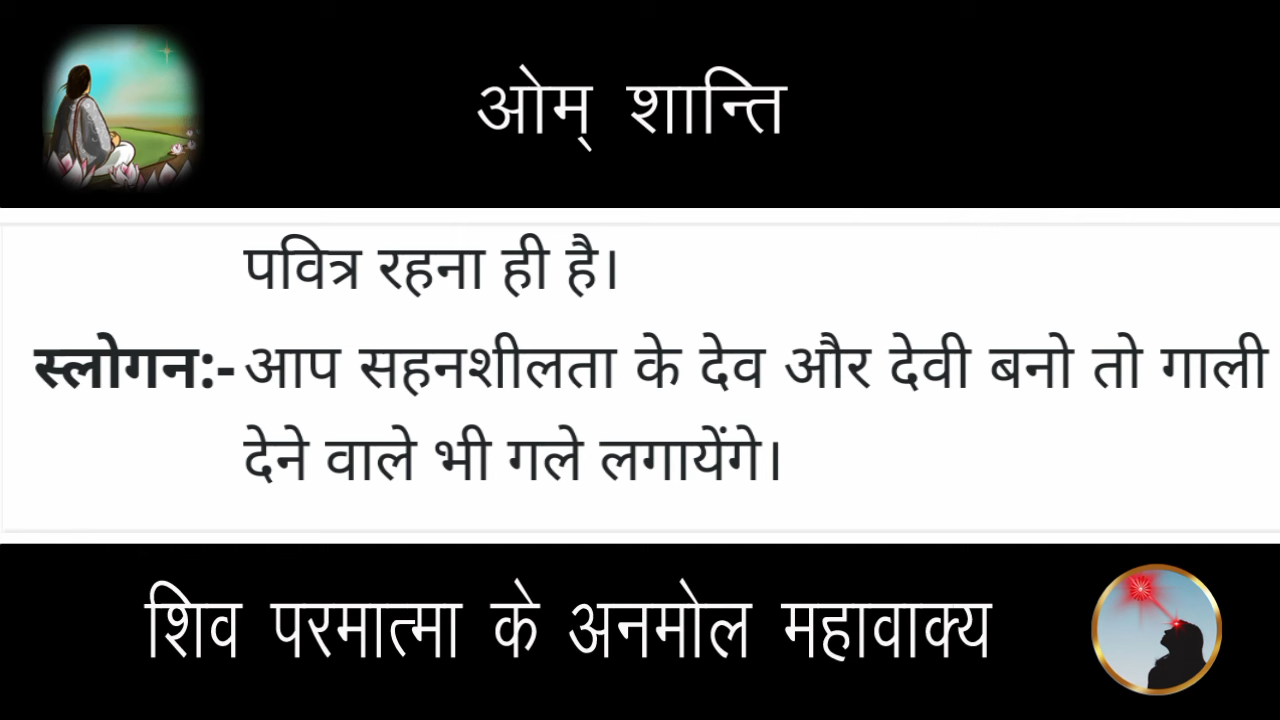 ओम् शान्ति
पवित्र रहना ही है।
स्लोगन:- आप सहनशीलता के देव और देवी बनो तो गाली
देने वाले भी गले लगायेंगे।
शिव परमात्मा के अनमोल महावाक्य